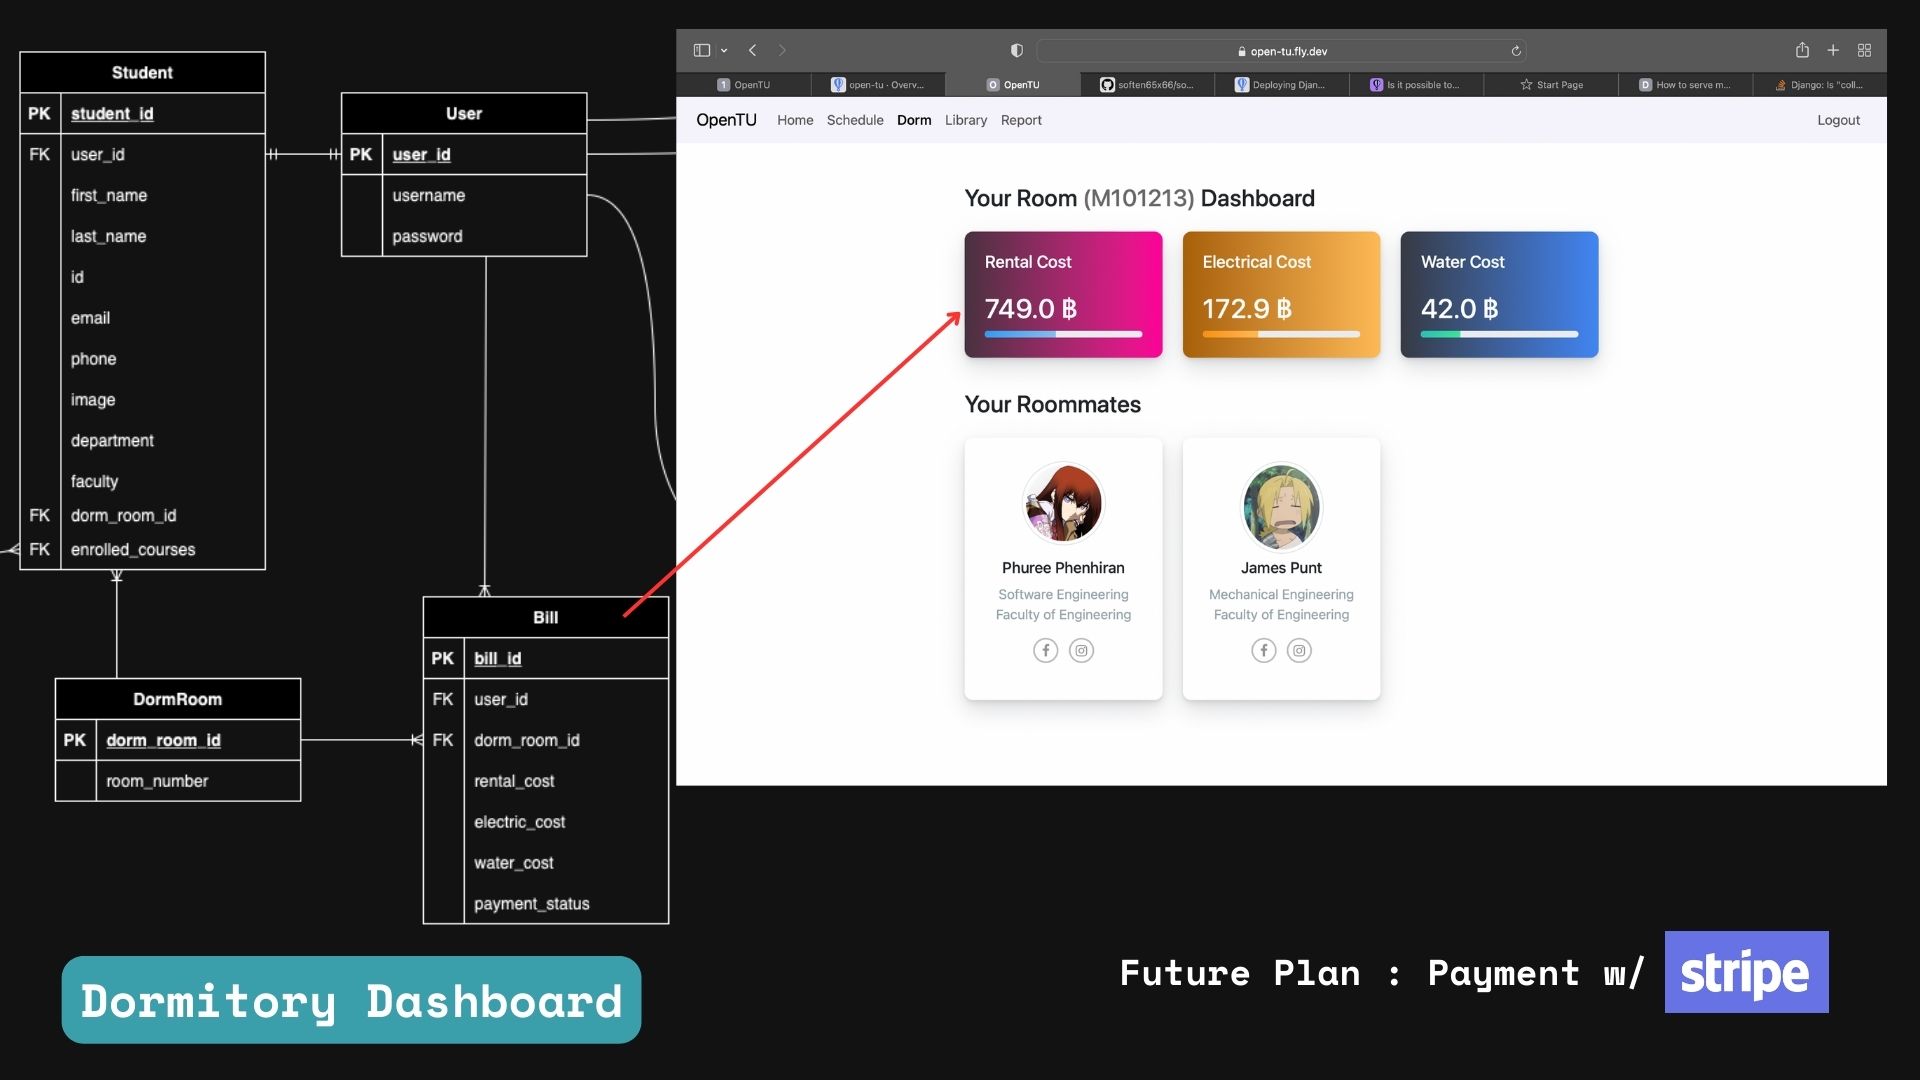 Student
PK student_id
FK user_id
first_name
last_name
id
email
phone
image
department
faculty
FK dorm_room_id
FK enrolled_courses
User
PK user_id
username
password
DormRoom
PK dorm_room_id
room_number
Bill
PK bill_id
FK user_id
FK dorm_room_id
rental_cost
electric_cost
water_cost
payment_status
open-tu.fly.dev
1 OpenTU
open-tu - Overv...
O OpenTU
soften65x66/so...
Deploying Djan...
Is it possible to...
Start Page
D How to serve m...
Django: Is "coll...
OpenTU Home Schedule Dorm Library Report Logout
Your Room (M101213) Dashboard
Rental Cost
749.0 ฿
Electrical Cost
172.9 ฿
Water Cost
42.0 ฿
Your Roommates
Phuree Phenhiran
Software Engineering
Faculty of Engineering
James Punt
Mechanical Engineering
Faculty of Engineering
Dormitory Dashboard
Future Plan : Payment w/ stripe